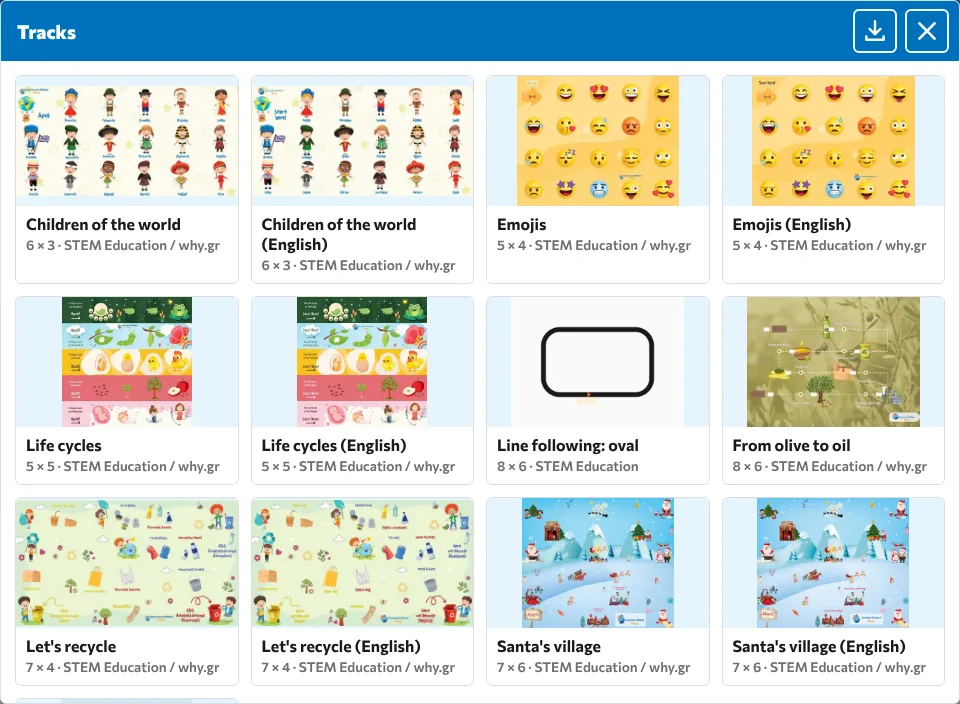 Tracks
Children of the world
6 × 3 · STEM Education / why.gr
Children of the world
(English)
6 × 3 · STEM Education / why.gr
Emojis
5 × 4 · STEM Education / why.gr
Emojis (English)
5 × 4 · STEM Education / why.gr
Life cycles
5 × 5 · STEM Education / why.gr
Life cycles (English)
5 × 5 · STEM Education / why.gr
Line following: oval
8 × 6 · STEM Education
From olive to oil
8 × 6 · STEM Education / why.gr
Let's recycle
7 × 4 · STEM Education / why.gr
Let's recycle (English)
7 × 4 · STEM Education / why.gr
Santa's village
7 × 6 · STEM Education / why.gr
Santa's village (English)
7 × 6 · STEM Education / why.gr